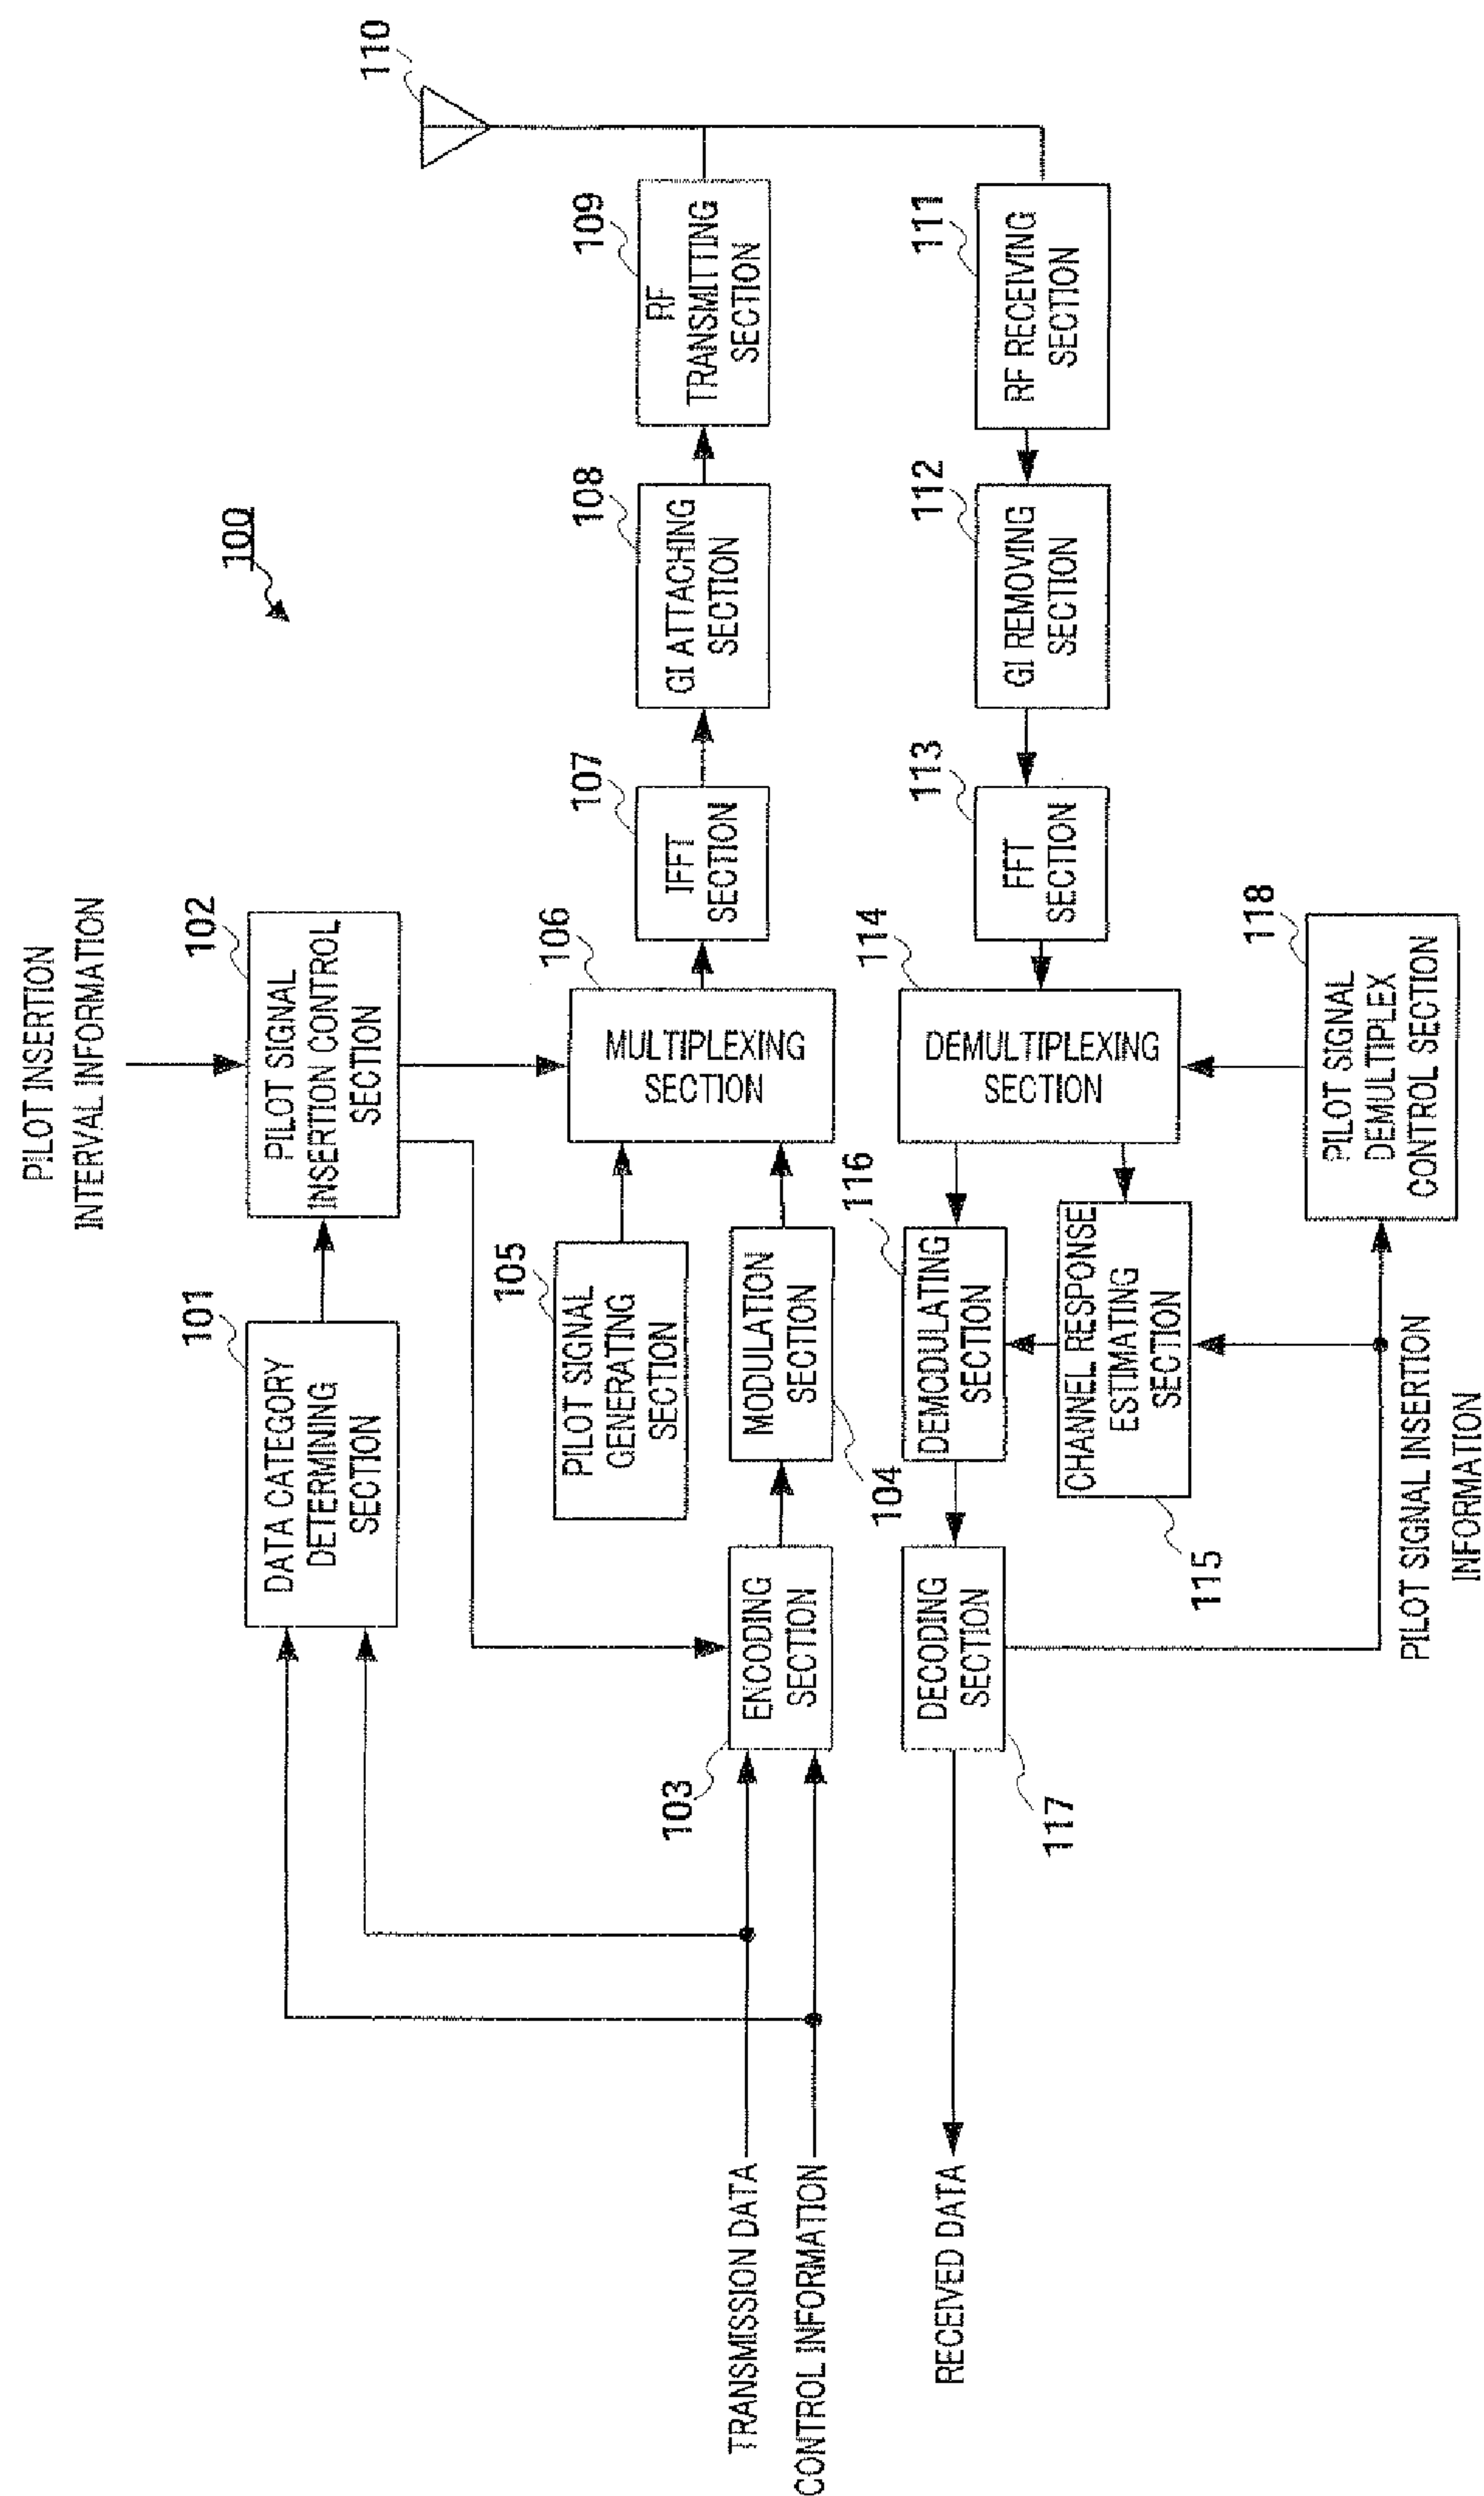 100
PILOT INSERTION
INTERVAL INFORMATION
101
DATA CATEGORY
DETERMINING
SECTION
102
PILOT SIGNAL
INSERTION CONTROL
SECTION
105
PILOT SIGNAL
GENERATING
SECTION
106
MULTIPLEXING
SECTION
107
IFFT
SECTION
108
GI ATTACHING
SECTION
109
RF
TRANSMITTING
SECTION
110
TRANSMISSION DATA
CONTROL INFORMATION
103
ENCODING
SECTION
MODULATION
SECTION
104
RECEIVED DATA
DECODING
SECTION
117
116
DEMODULATING
SECTION
CHANNEL RESPONSE
ESTIMATING
SECTION
115
114
DEMULTIPLEXING
SECTION
113
FFT
SECTION
112
GI REMOVING
SECTION
111
RF RECEIVING
SECTION
118
PILOT SIGNAL
DEMULTIPLEX
CONTROL SECTION
PILOT SIGNAL INSERTION
INFORMATION